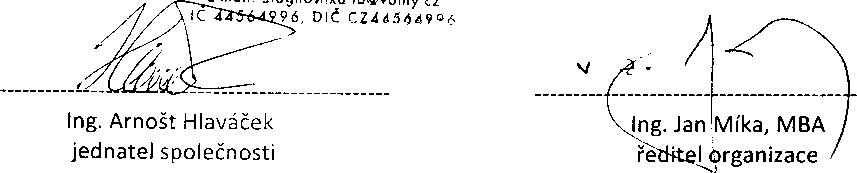 IČ 44564996, DIČ CZ44564996
v z.
Ing. Arnošt Hlaváček
jednatel společnosti
Ing. Jan Míka, MBA
ředitel organizace